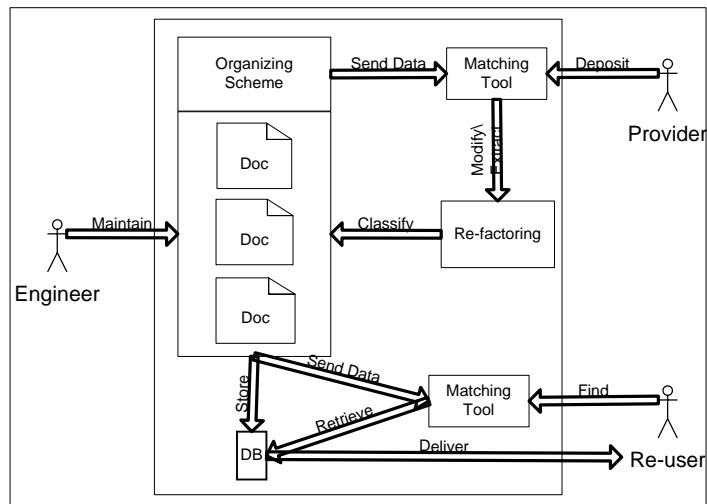 Organizing
Scheme
Send Data
Matching
Tool
Deposit
Provider
Modify\
Extract
Doc
Doc
Doc
Maintain
Engineer
Classify
Re-factoring
Store
Send Data
Retrieve
Matching
Tool
Find
DB
Deliver
Re-user